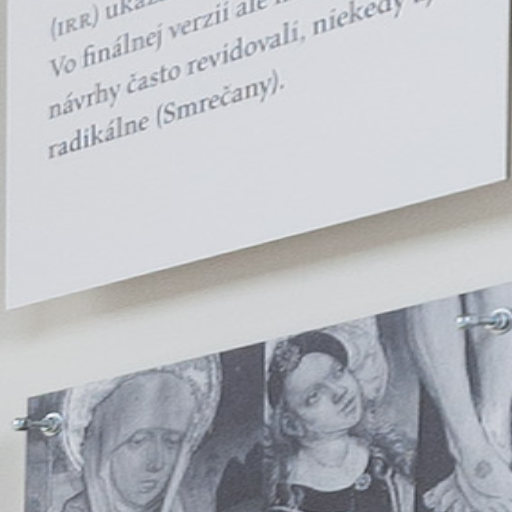 (IRR)
Vo finálnej verzii ale
návrhy často revidovali, niekedy
radikálne (Smrečany).